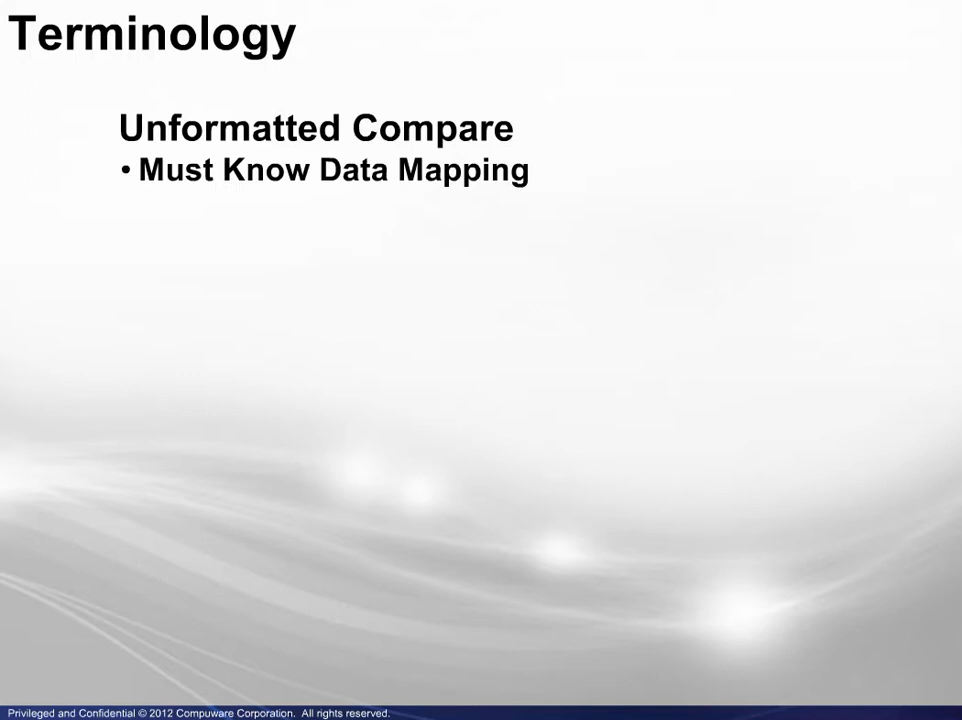 Terminology
Unformatted Compare
• Must Know Data Mapping
Privileged and Confidential © 2012 Compuware Corporation. All rights reserved.